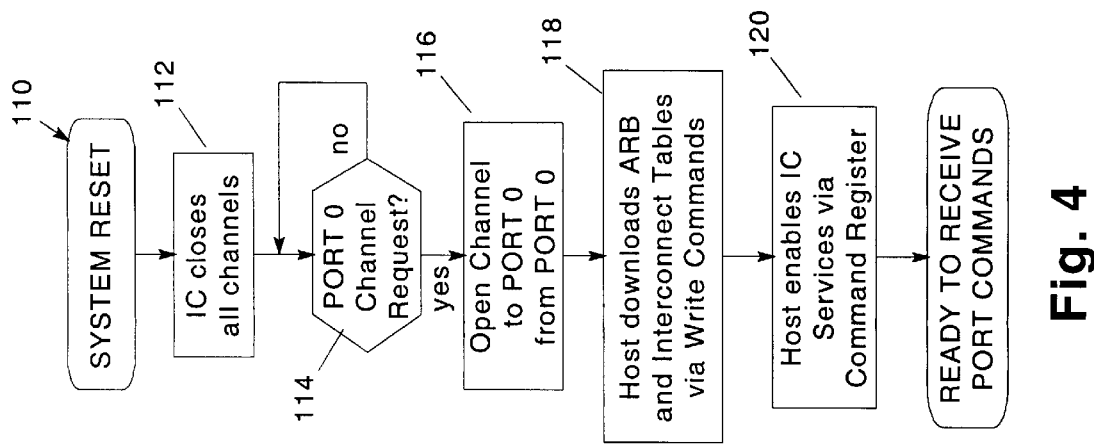 110
SYSTEM RESET
112
IC closes
all channels
114
PORT 0
Channel
Request?
no
yes
116
Open Channel
to PORT 0
from PORT 0
118
Host downloads ARB
and Interconnect Tables
via Write Commands
120
Host enables IC
Services via
Command Register
READY TO RECEIVE
PORT COMMANDS
Fig. 4